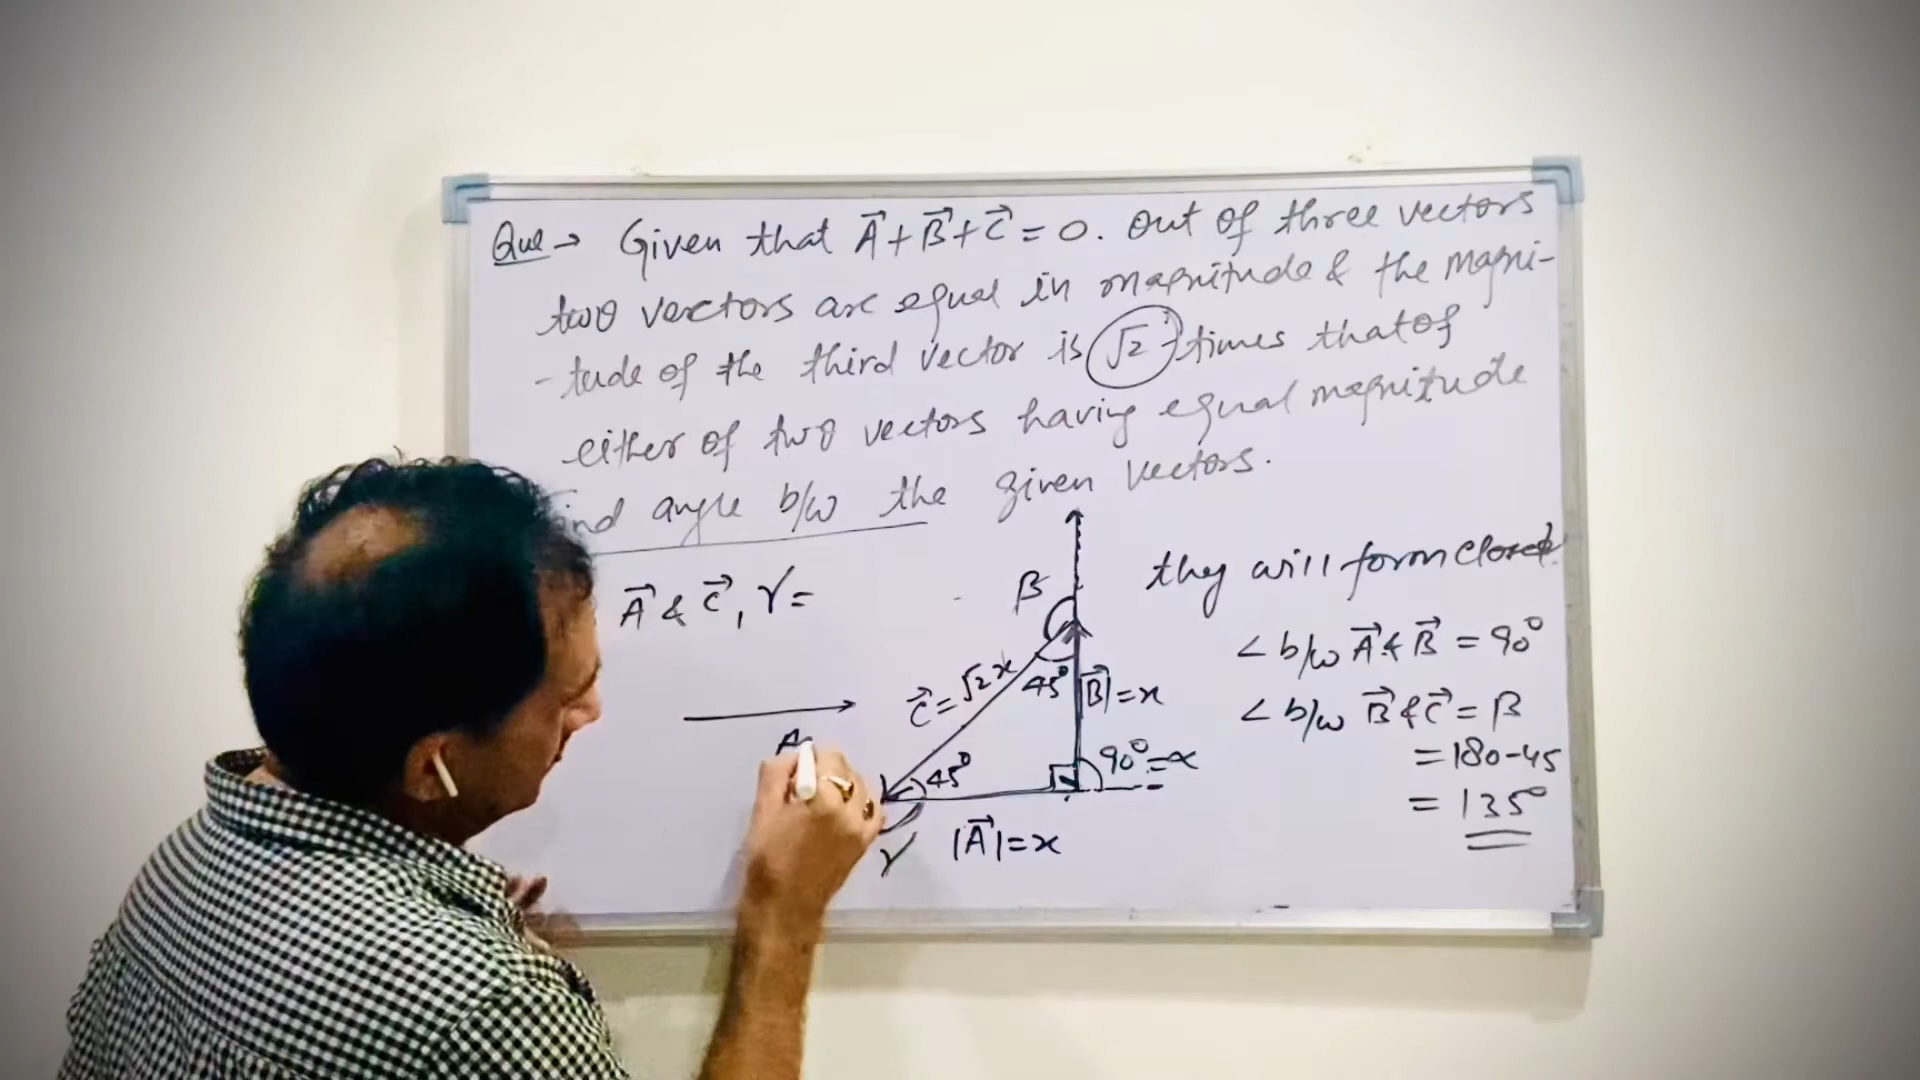 Que → Given that A⃗+B⃗+C⃗ = 0. Out of three vectors
two vectors are equal in magnitude & the magni-
-tude of the third vector is √2 times that of
either of two vectors having equal magnitude
ind angle b/w the given vectors.
they will form closed
A⃗ & C⃗, γ=
β
∠ b/w A⃗ & B⃗ = 90°
C⃗ = √2x
45°
|B⃗| = x
∠ b/w B⃗ & C⃗ = β
= 180-45
A
45°
90° = α
= 135°
γ
|A⃗| = x